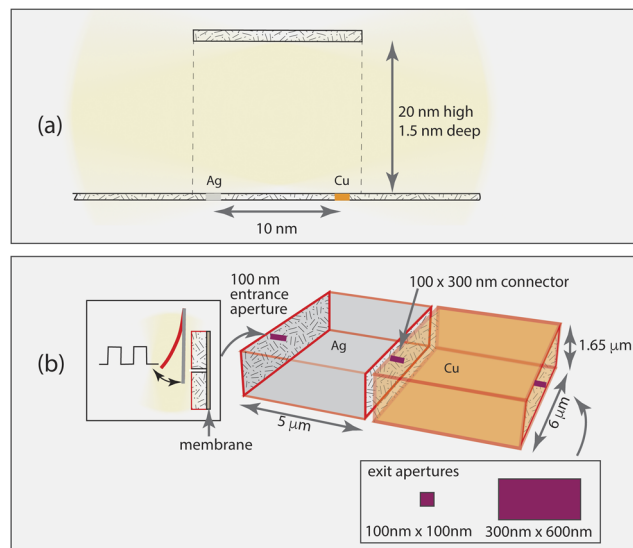 (a)
20 nm high
1.5 nm deep
Ag
Cu
10 nm
(b)
100 nm
entrance
aperture
100 x 300 nm connector
membrane
Ag
Cu
1.65 μm
5 μm
9 μm
exit apertures
100nm x 100nm
300nm x 600nm